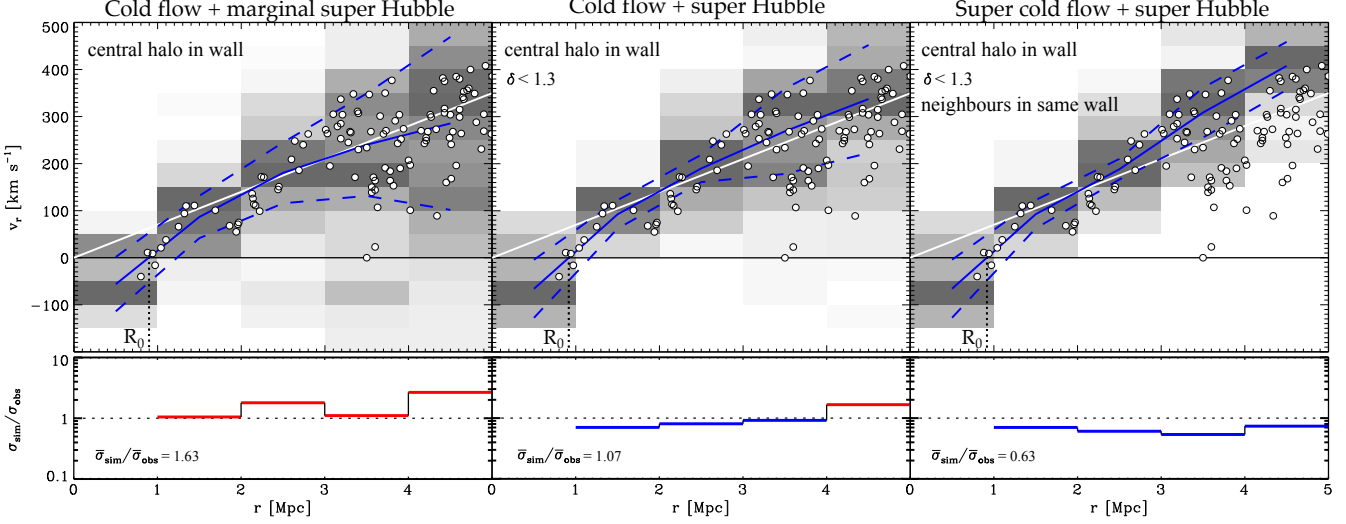 Cold flow + marginal super Hubble
Cold flow + super Hubble
Super cold flow + super Hubble
500
400
300
200
100
0
−100
v_r [km s⁻¹]
central halo in wall
R₀
central halo in wall
δ < 1.3
R₀
central halo in wall
δ < 1.3
neighbours in same wall
R₀
10
1
0.1
σ_sim/σ_obs
σ̅_sim/σ̅_obs = 1.63
σ̅_sim/σ̅_obs = 1.07
σ̅_sim/σ̅_obs = 0.63
0 1 2 3 4 0 1 2 3 4 0 1 2 3 4 5
r [Mpc]
r [Mpc]
r [Mpc]